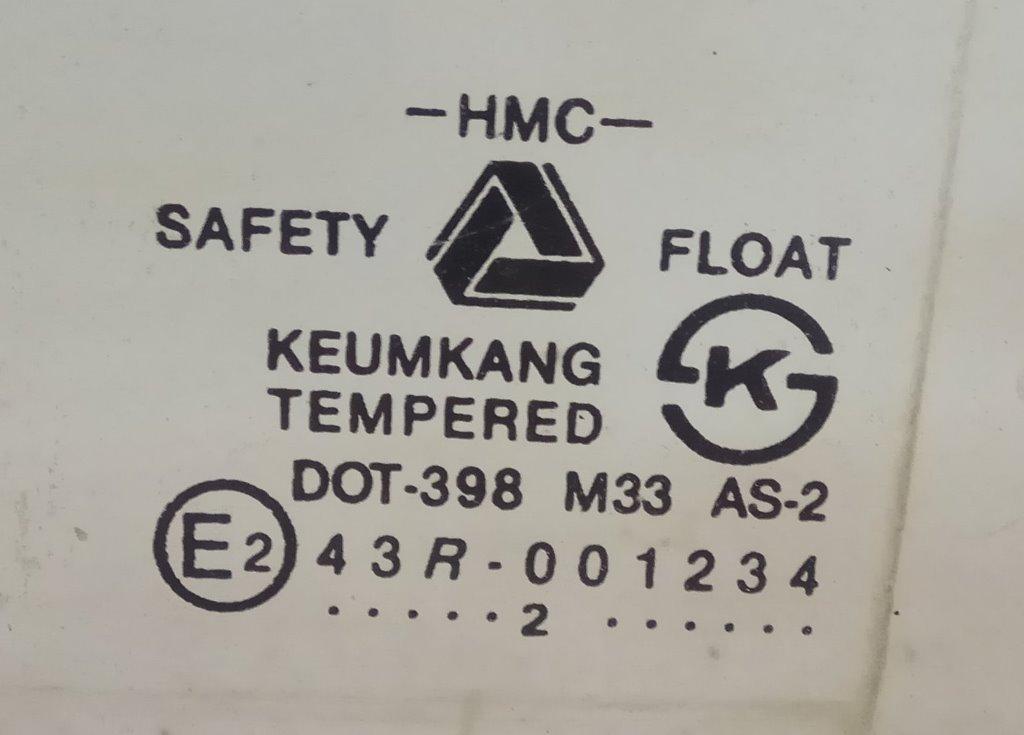 -HMC-
SAFETY FLOAT
KEUMKANG
TEMPERED
K
DOT-398 M33 AS-2
E2 43R-001234
.....2 ......